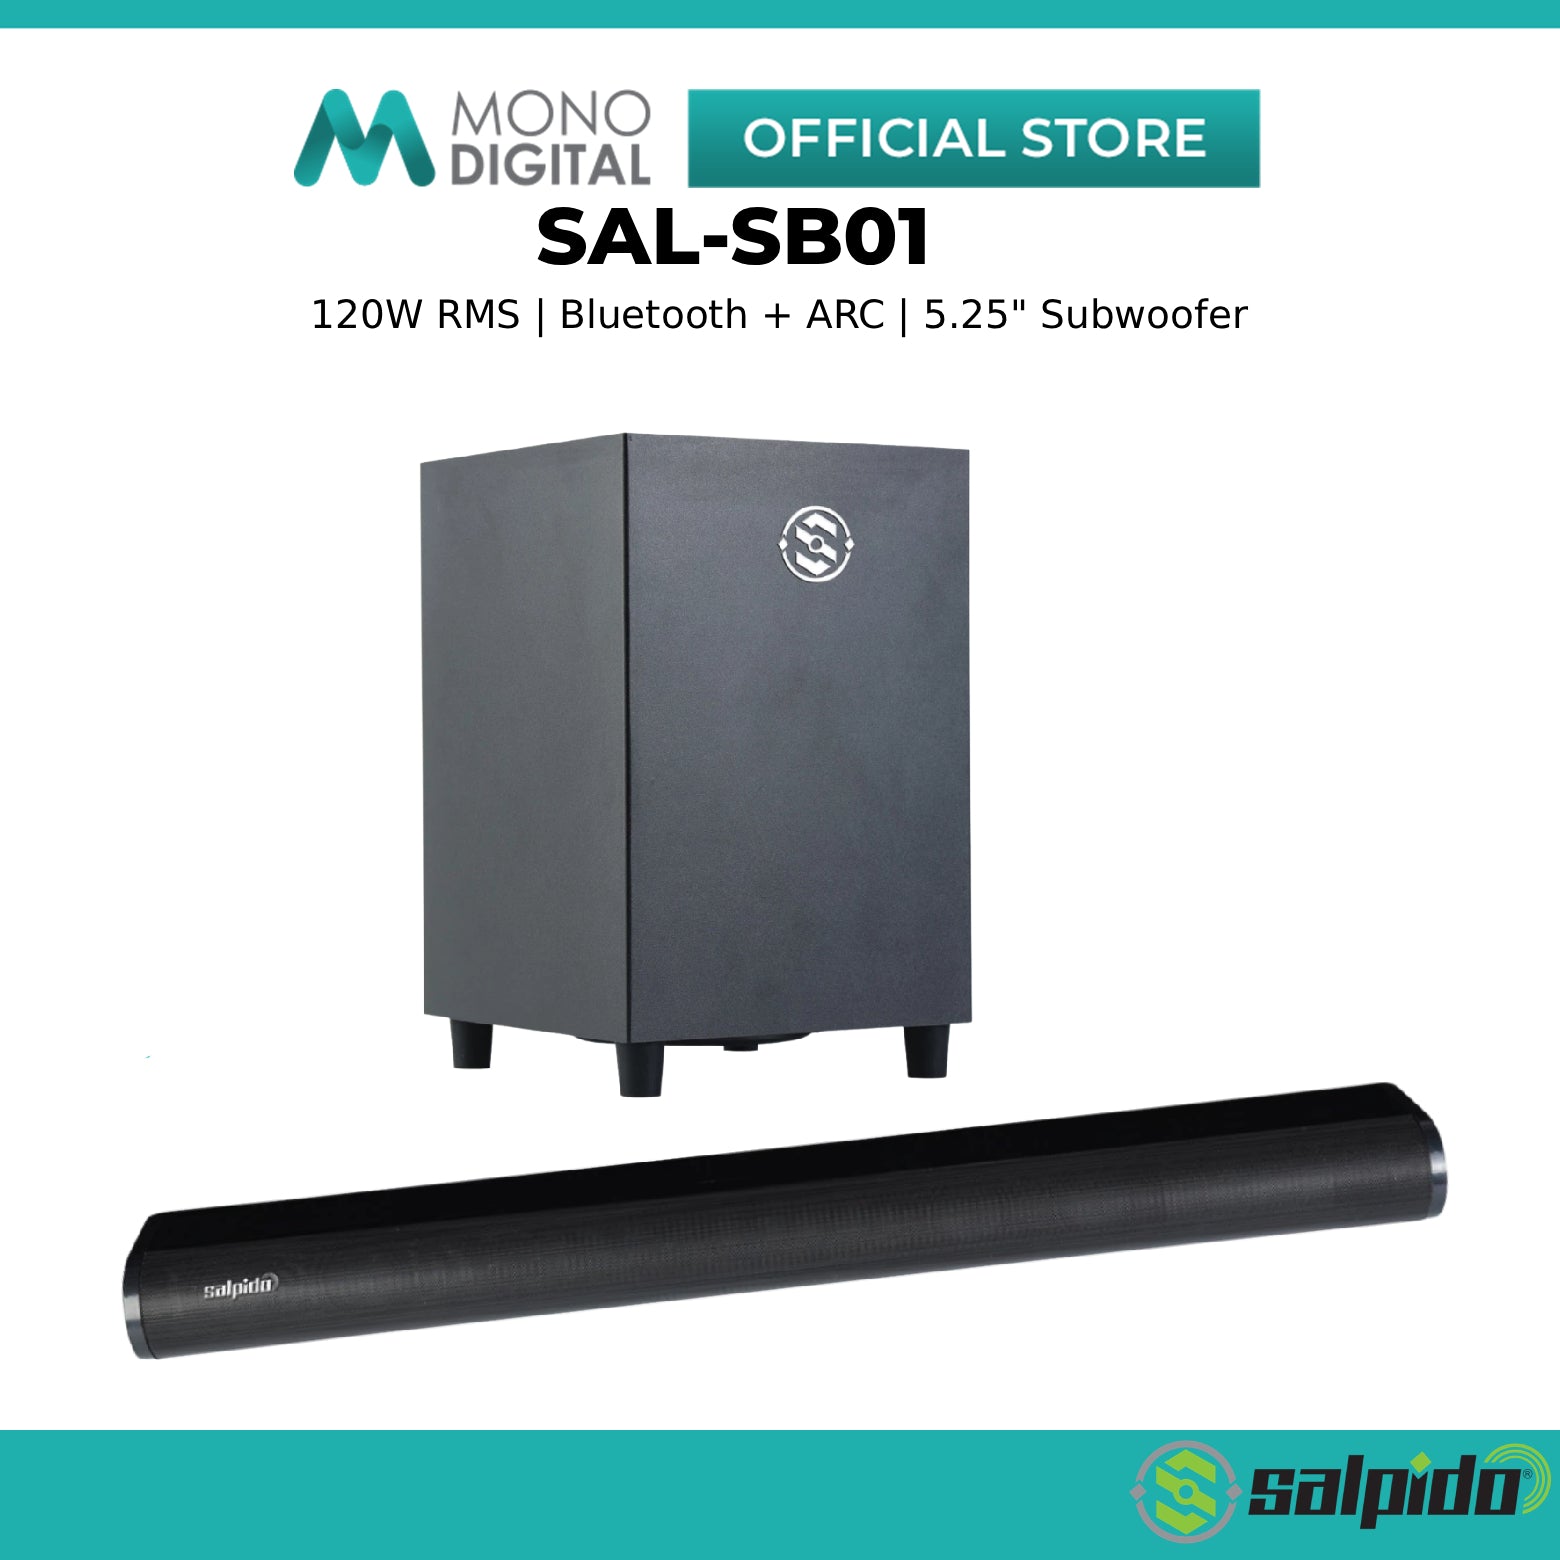 MONO
DIGITAL
OFFICIAL STORE
SAL-SB01
120W RMS | Bluetooth + ARC | 5.25" Subwoofer
salpido
salpido®